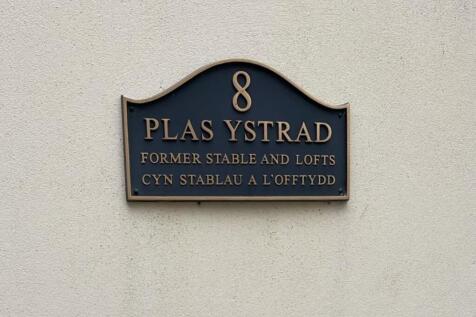 8
PLAS YSTRAD
FORMER STABLE AND LOFTS
CYN STABLAU A L'OFFTYDD